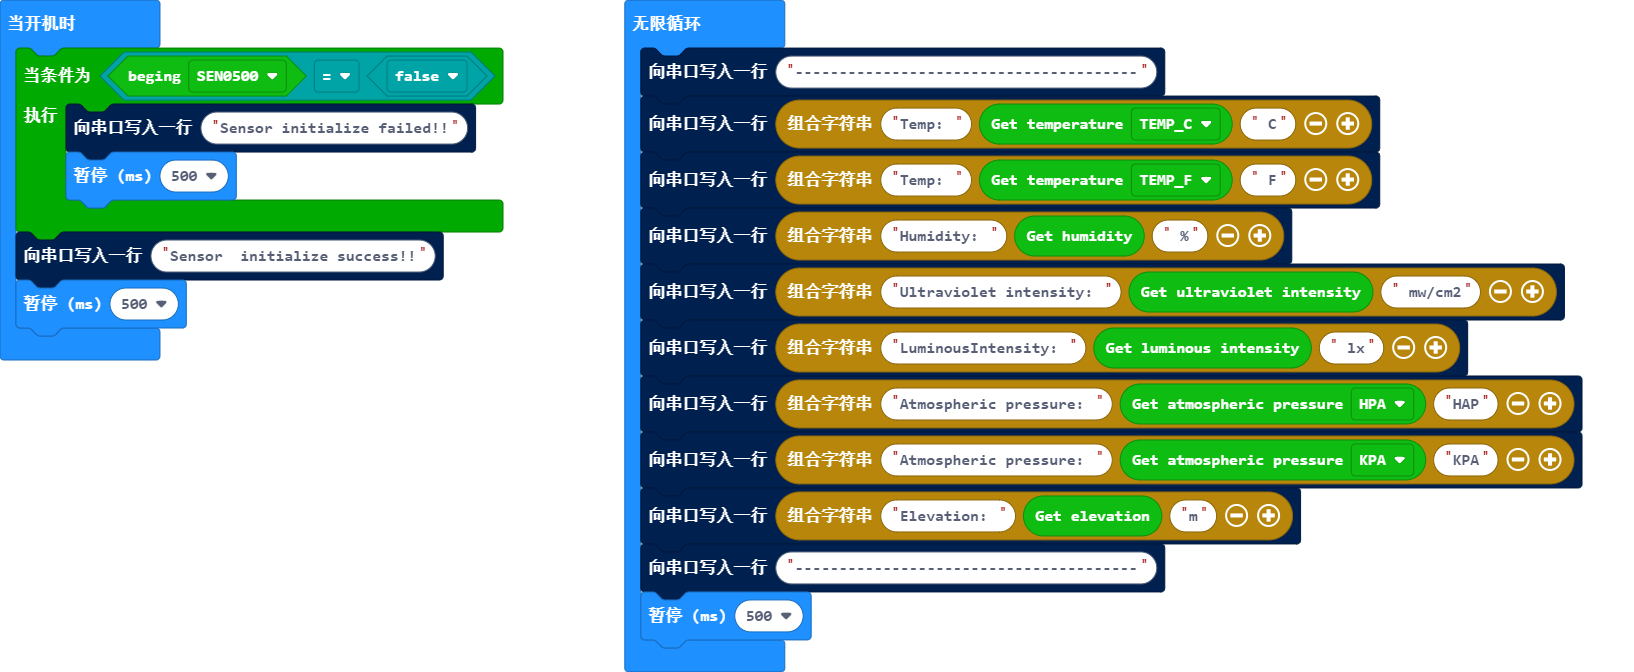 当开机时
当条件为 beging SEN0500 = false
执行
向串口写入一行 "Sensor initialize failed!!"
暂停 (ms) 500
向串口写入一行 "Sensor  initialize success!!"
暂停 (ms) 500
无限循环
向串口写入一行 "---------------------------------------"
向串口写入一行 组合字符串 "Temp: " Get temperature TEMP_C " C"
向串口写入一行 组合字符串 "Temp: " Get temperature TEMP_F " F"
向串口写入一行 组合字符串 "Humidity: " Get humidity " %"
向串口写入一行 组合字符串 "Ultraviolet intensity: " Get ultraviolet intensity " mw/cm2"
向串口写入一行 组合字符串 "LuminousIntensity: " Get luminous intensity " lx"
向串口写入一行 组合字符串 "Atmospheric pressure: " Get atmospheric pressure HPA "HAP"
向串口写入一行 组合字符串 "Atmospheric pressure: " Get atmospheric pressure KPA "KPA"
向串口写入一行 组合字符串 "Elevation: " Get elevation "m"
向串口写入一行 "---------------------------------------"
暂停 (ms) 500